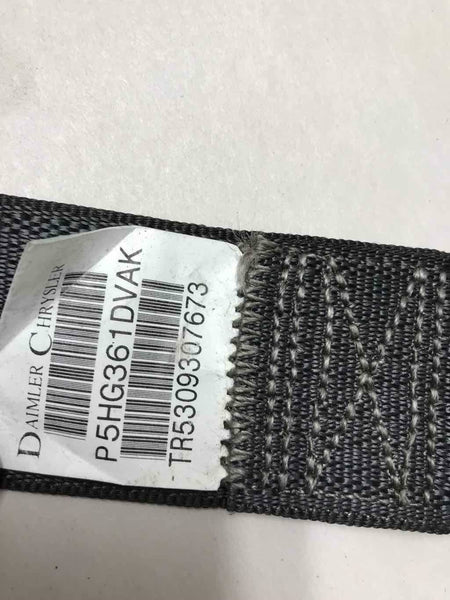 DAIMLER CHRYSLER
P5HG361DVAK
TR5309307673